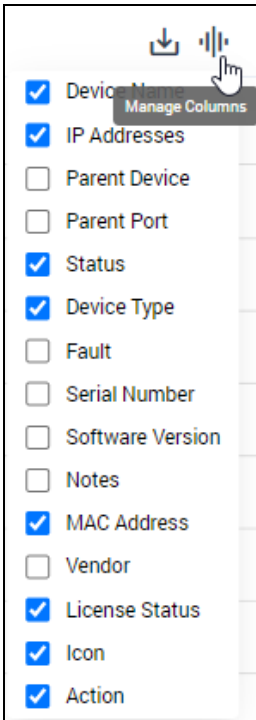 Device Name
Manage Columns
IP Addresses
Parent Device
Parent Port
Status
Device Type
Fault
Serial Number
Software Version
Notes
MAC Address
Vendor
License Status
Icon
Action